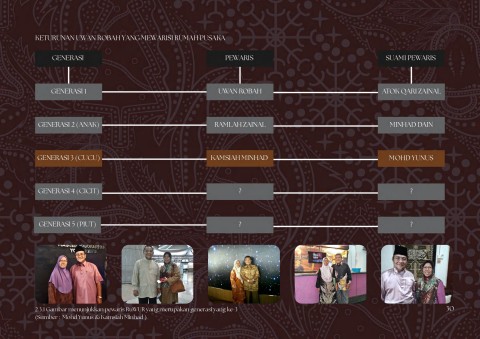 KETURUNAN UWAN ROBAH YANG MEWARISI RUMAH PUSAKA
GENERASI PEWARIS SUAMI PEWARIS
GENERASI 1 UWAN ROBAH ATOK QARI ZAINAL
GENERASI 2 (ANAK) RAMLAH ZAINAL MINHAD DAIN
GENERASI 3 (CUCU) KAMSIAH MINHAD MOHD YUNUS
GENERASI 4 (CICIT) ? ?
GENERASI 5 (PIUT) ? ?
Gambar menunjukkan pewaris RuWUR yang merupakan generasi yang ke-3
(Sumber : Mohd Yunus & Kamsiah Minhad)
30